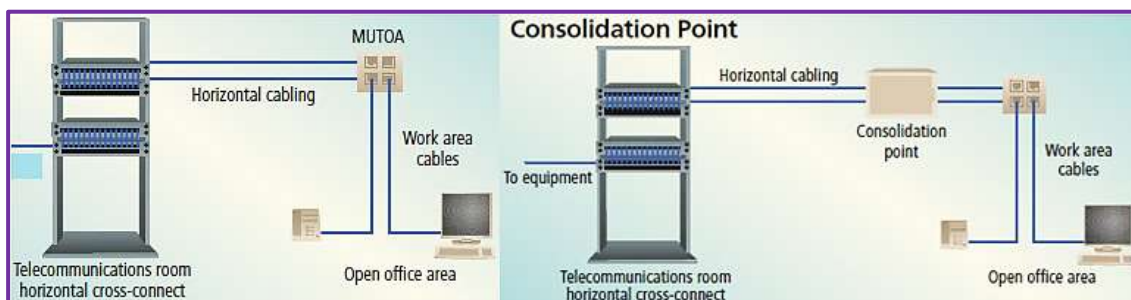 MUTOA
Horizontal cabling
Work area
cables
Telecommunications room
horizontal cross-connect
Open office area
Consolidation Point
Horizontal cabling
Consolidation
point
Work area
cables
To equipment
Telecommunications room
horizontal cross-connect
Open office area